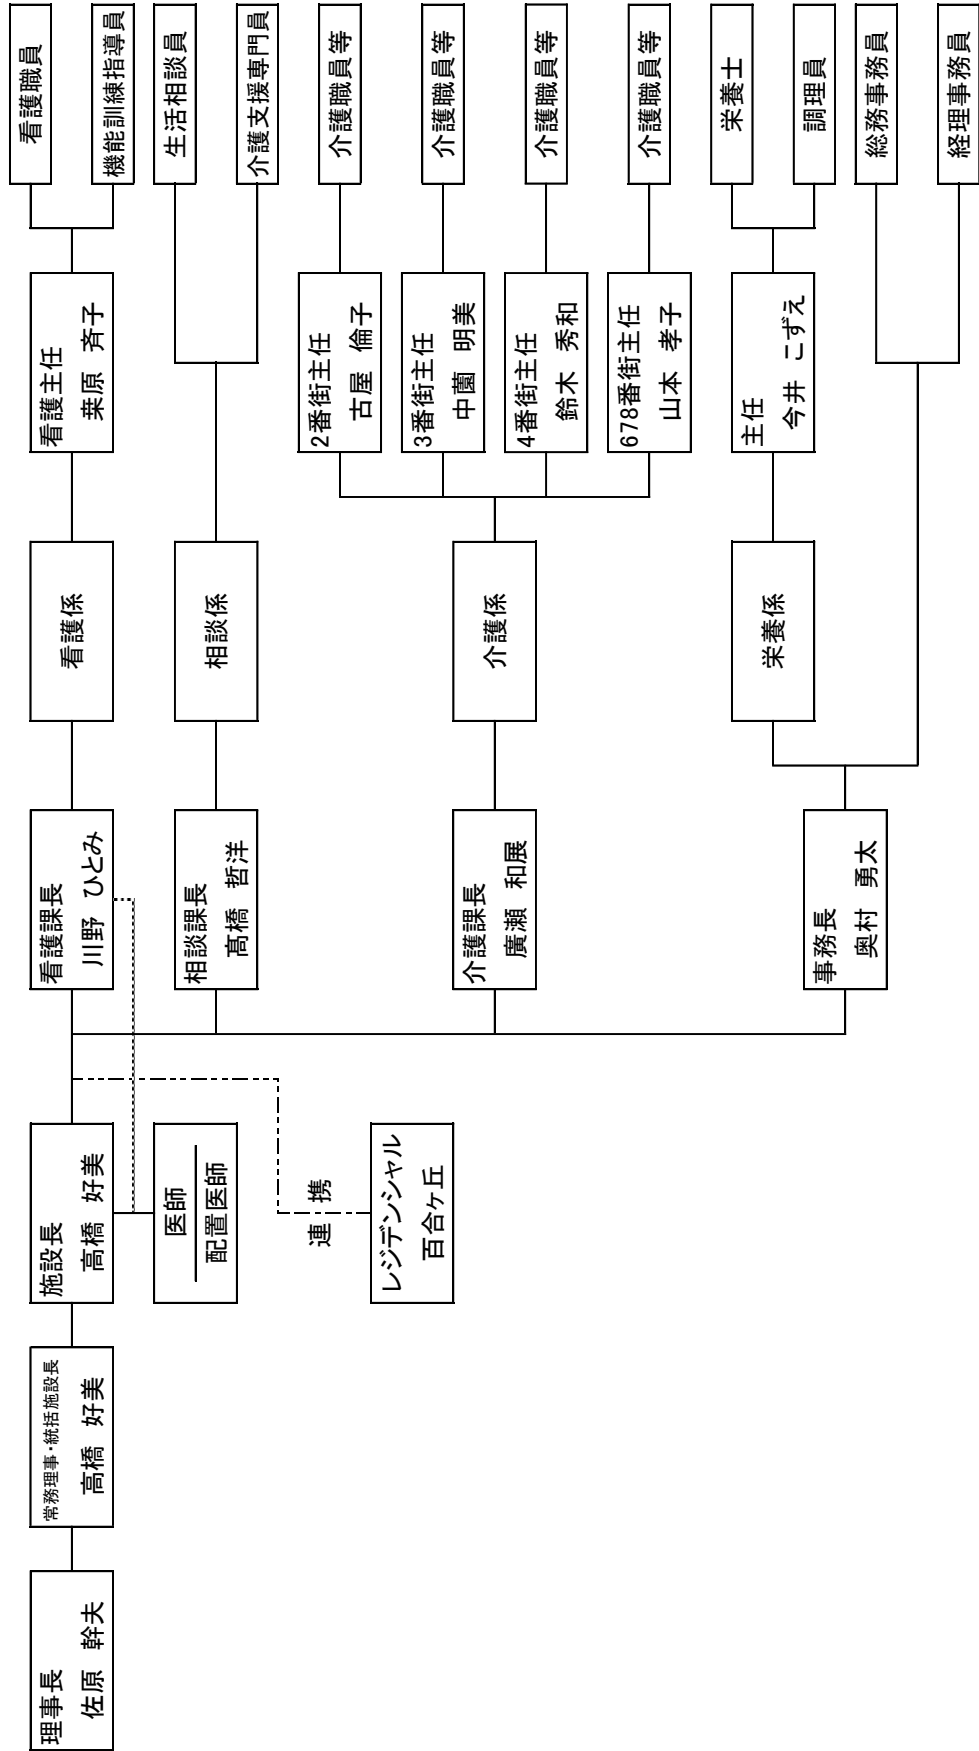 理事長
佐原　幹夫
常務理事・統括施設長
高橋　好美
施設長
高橋　好美
医師
配置医師
連　携
レジデンシャル
百合ヶ丘
看護課長
川野　ひとみ
相談課長
髙橋　哲洋
介護課長
廣瀬　和展
事務長
奥村　勇太
看護係
相談係
介護係
栄養係
看護主任
桒原　斉子
2番街主任
古屋　倫子
3番街主任
中薗　明美
4番街主任
鈴木　秀和
678番街主任
山本　孝子
主任
今井　こずえ
看護職員
機能訓練指導員
生活相談員
介護支援専門員
介護職員等
介護職員等
介護職員等
介護職員等
栄養士
調理員
総務事務員
経理事務員